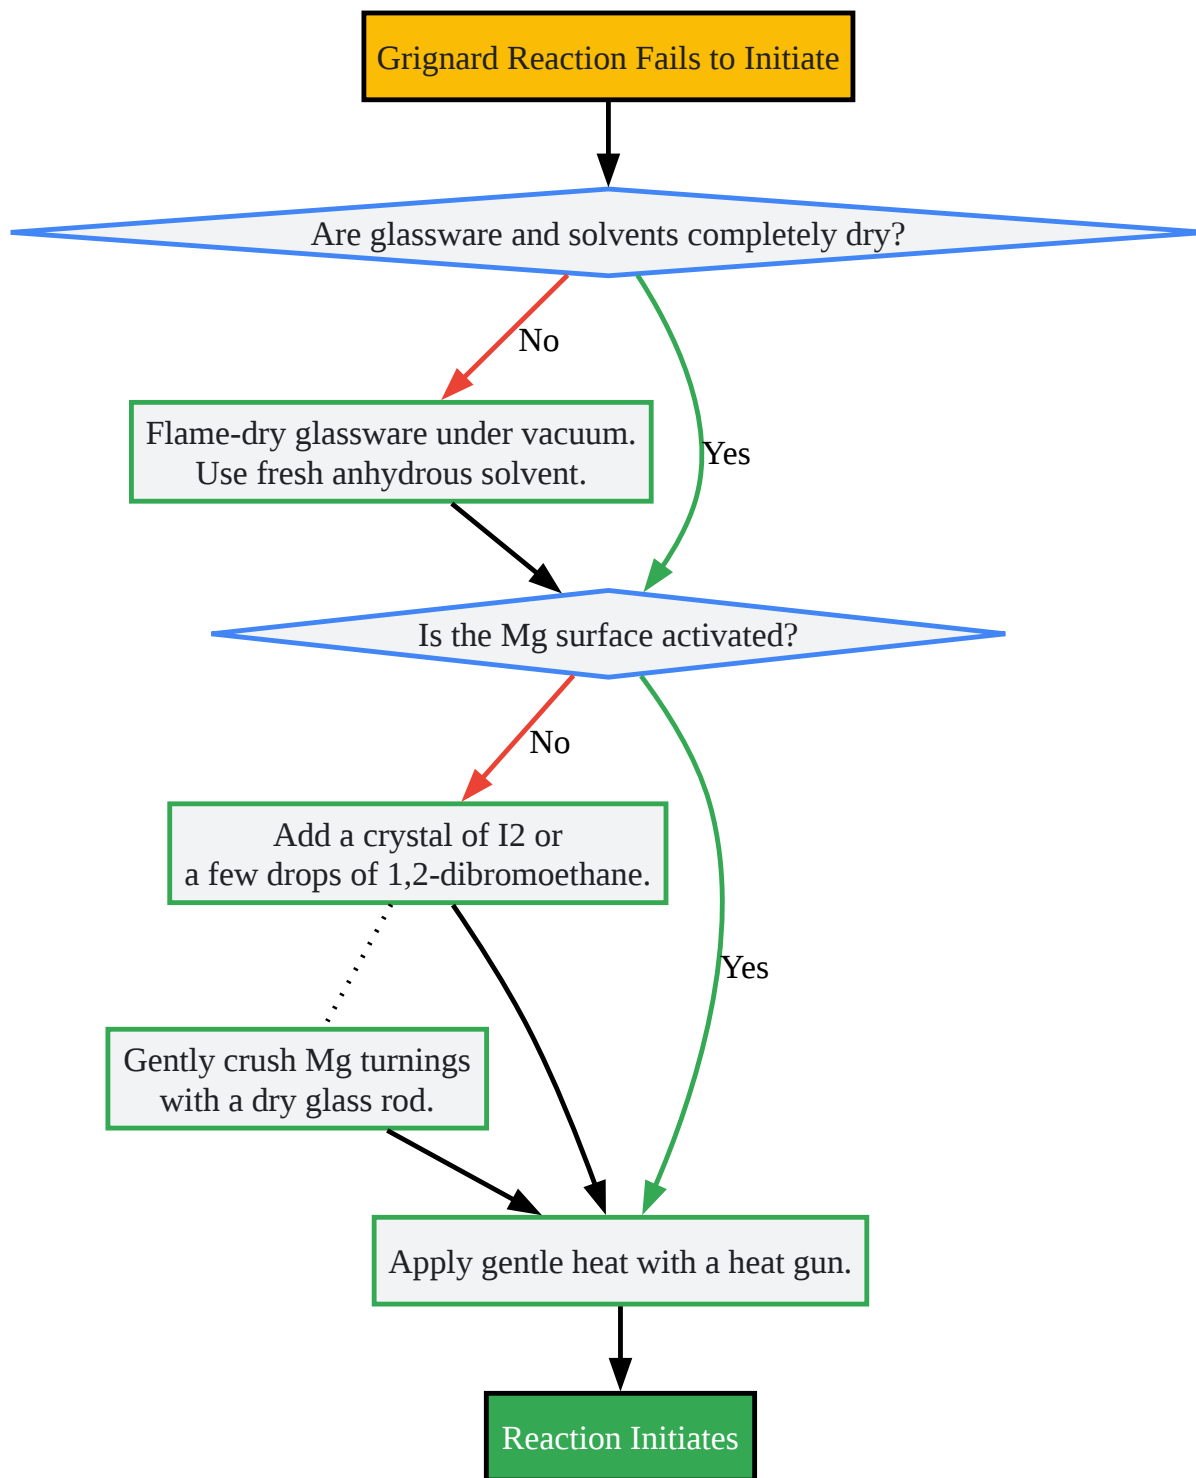 Grignard Reaction Fails to Initiate
Are glassware and solvents completely dry?
No
Flame-dry glassware under vacuum.
Use fresh anhydrous solvent.
Yes
Is the Mg surface activated?
No
Add a crystal of I2 or
a few drops of 1,2-dibromoethane.
Yes
Gently crush Mg turnings
with a dry glass rod.
Apply gentle heat with a heat gun.
Reaction Initiates